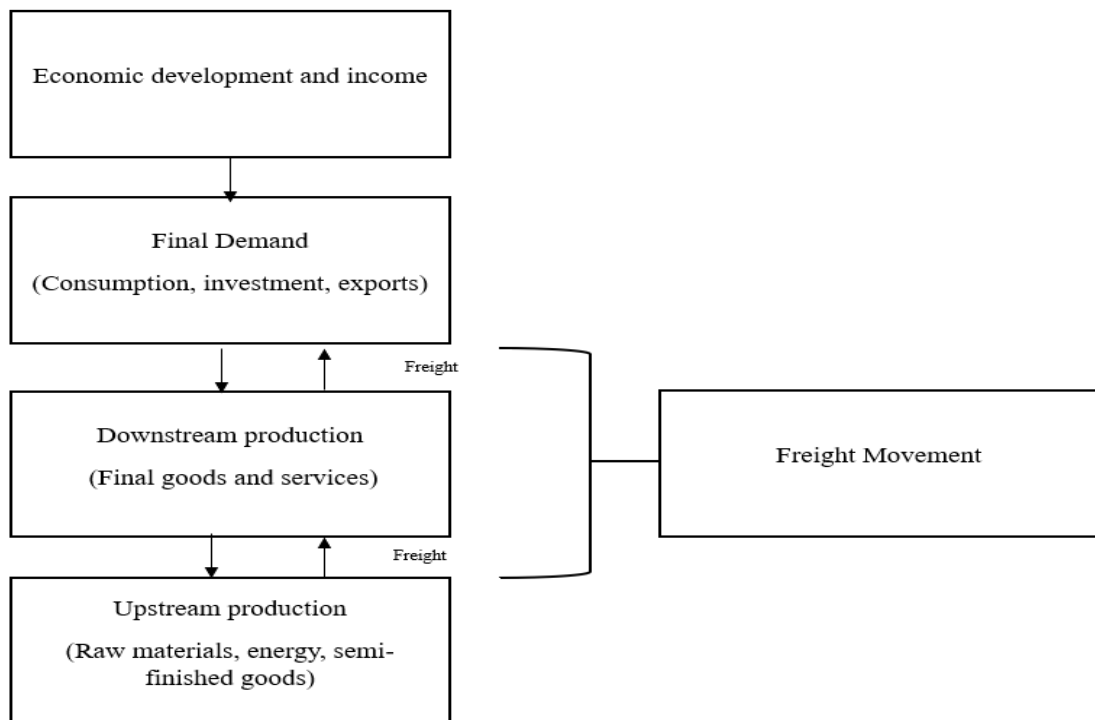 Economic development and income
Final Demand
(Consumption, investment, exports)
Freight
Downstream production
(Final goods and services)
Freight Movement
Freight
Upstream production
(Raw materials, energy, semi-
finished goods)